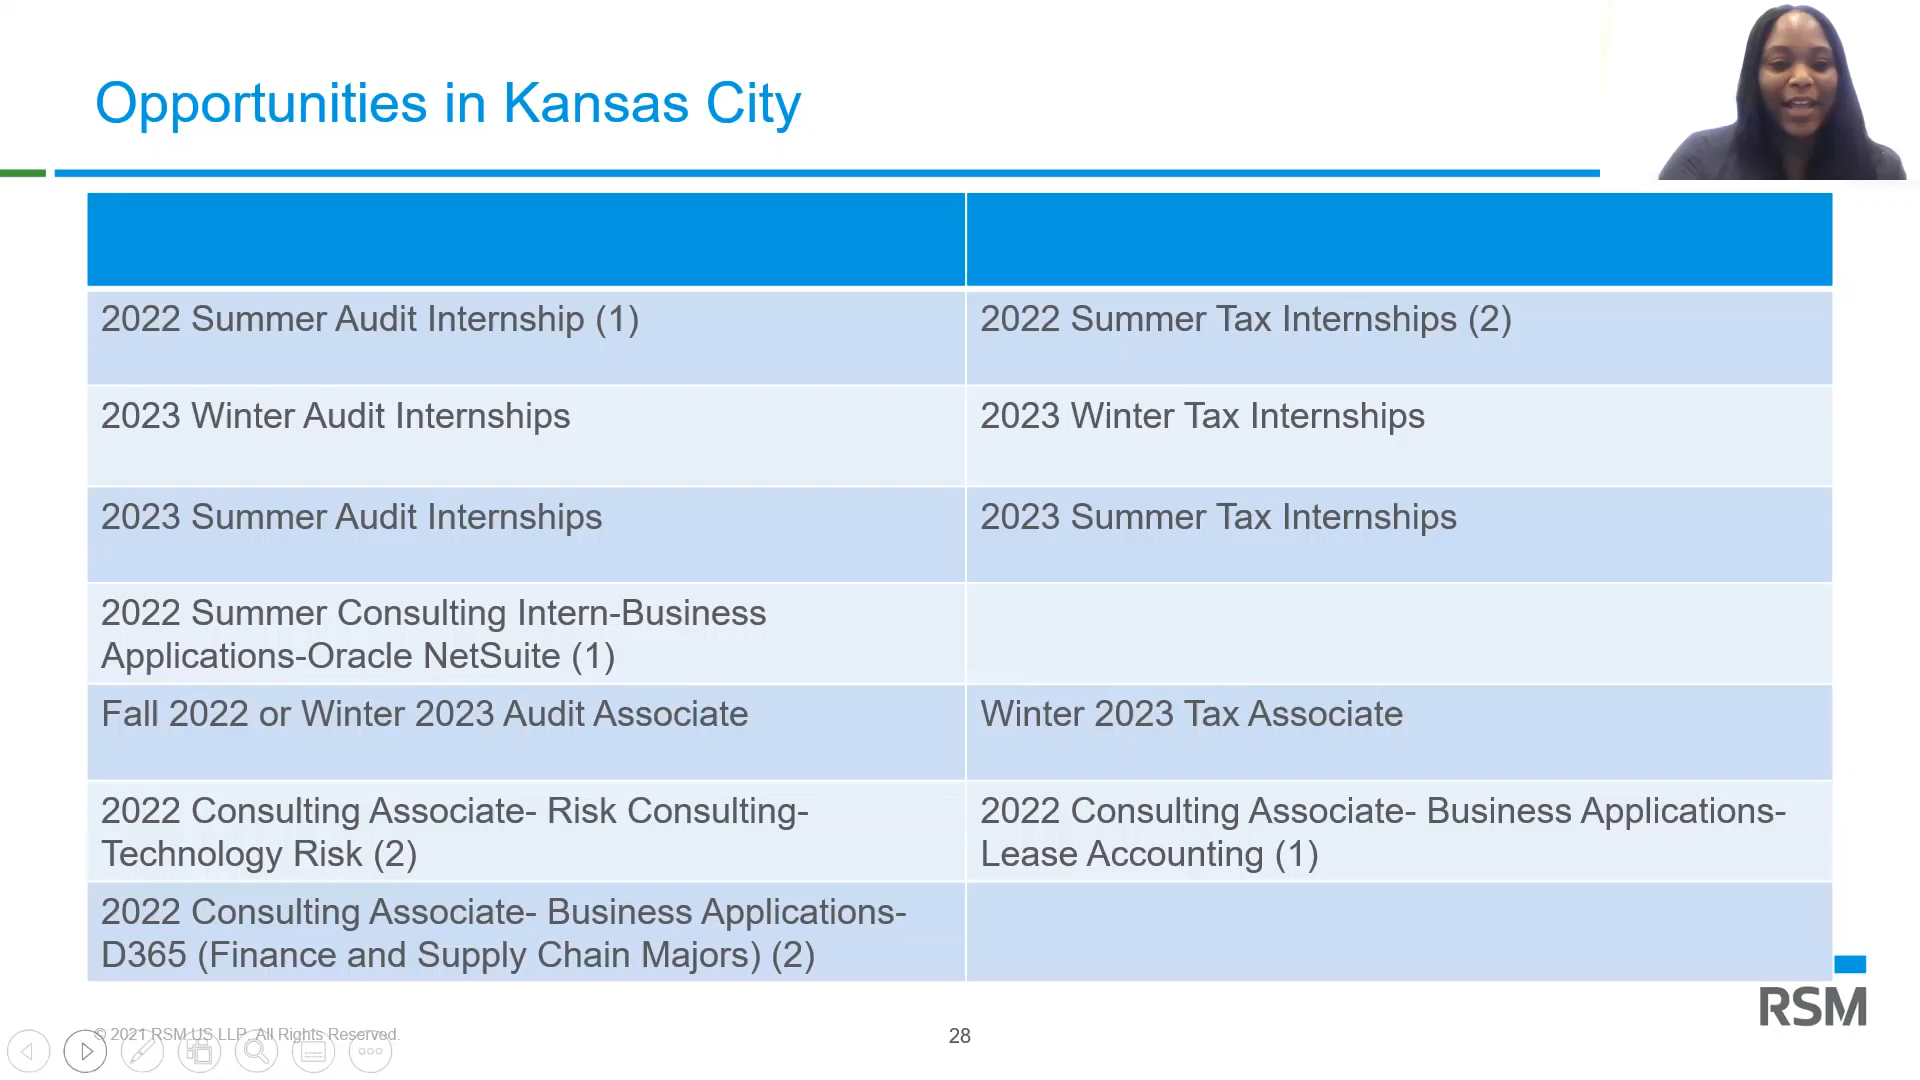 Opportunities in Kansas City
2022 Summer Audit Internship (1)
2022 Summer Tax Internships (2)
2023 Winter Audit Internships
2023 Winter Tax Internships
2023 Summer Audit Internships
2023 Summer Tax Internships
2022 Summer Consulting Intern-Business
Applications-Oracle NetSuite (1)
Fall 2022 or Winter 2023 Audit Associate
Winter 2023 Tax Associate
2022 Consulting Associate- Risk Consulting-
Technology Risk (2)
2022 Consulting Associate- Business Applications-
Lease Accounting (1)
2022 Consulting Associate- Business Applications-
D365 (Finance and Supply Chain Majors) (2)
RSM
© 2021 RSM US LLP. All Rights Reserved.
28